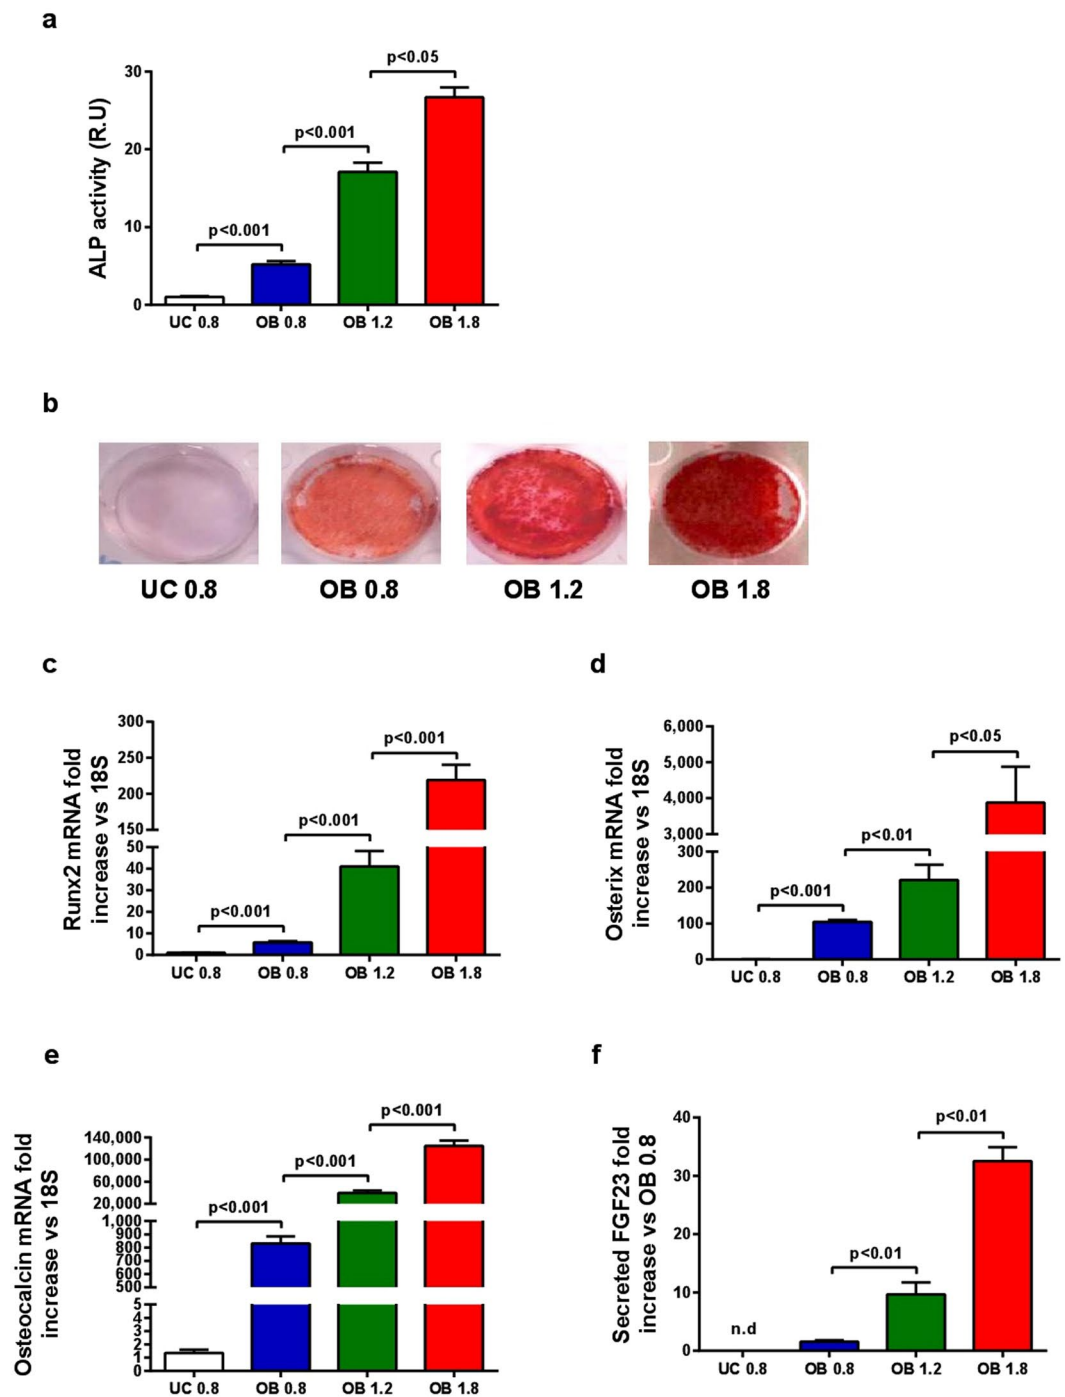 a
ALP activity (R.U)
30
20
10
0
p<0.001
p<0.001
p<0.05
UC 0.8 OB 0.8 OB 1.2 OB 1.8
b
UC 0.8 OB 0.8 OB 1.2 OB 1.8
c
Runx2 mRNA fold
increase vs 18S
300
250
200
150
50
40
30
20
10
0
p<0.001
p<0.001
p<0.001
UC 0.8 OB 0.8 OB 1.2 OB 1.8
d
Osterix mRNA fold
increase vs 18S
6,000
5,000
4,000
3,000
300
200
100
0
p<0.001
p<0.01
p<0.05
UC 0.8 OB 0.8 OB 1.2 OB 1.8
e
Osteocalcin mRNA fold
increase vs 18S
140,000
100,000
60,000
20,000
1,000
900
800
700
600
500
5
4
3
2
1
0
p<0.001
p<0.001
p<0.001
UC 0.8 OB 0.8 OB 1.2 OB 1.8
f
Secreted FGF23 fold
increase vs OB 0.8
40
30
20
10
0
n.d
p<0.01
p<0.01
UC 0.8 OB 0.8 OB 1.2 OB 1.8